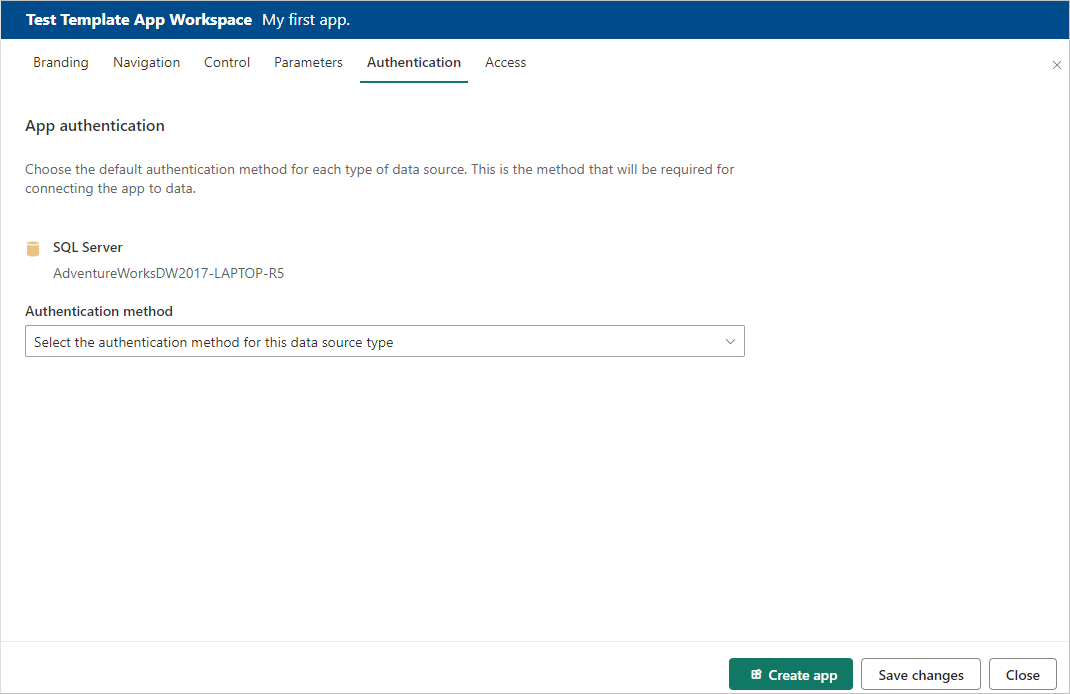 Test Template App Workspace My first app.
Branding Navigation Control Parameters Authentication Access
App authentication
Choose the default authentication method for each type of data source. This is the method that will be required for
connecting the app to data.
SQL Server
AdventureWorksDW2017-LAPTOP-R5
Authentication method
Select the authentication method for this data source type
Create app Save changes Close